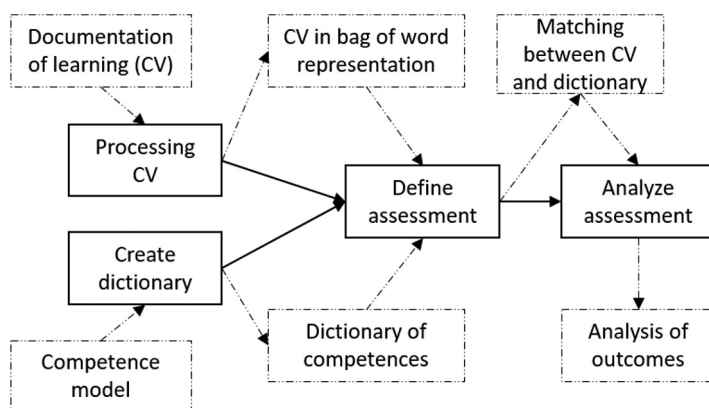 Documentation
of learning (CV)
CV in bag of word
representation
Matching
between CV
and dictionary
Processing
CV
Define
assessment
Analyze
assessment
Create
dictionary
Competence
model
Dictionary of
competences
Analysis of
outcomes